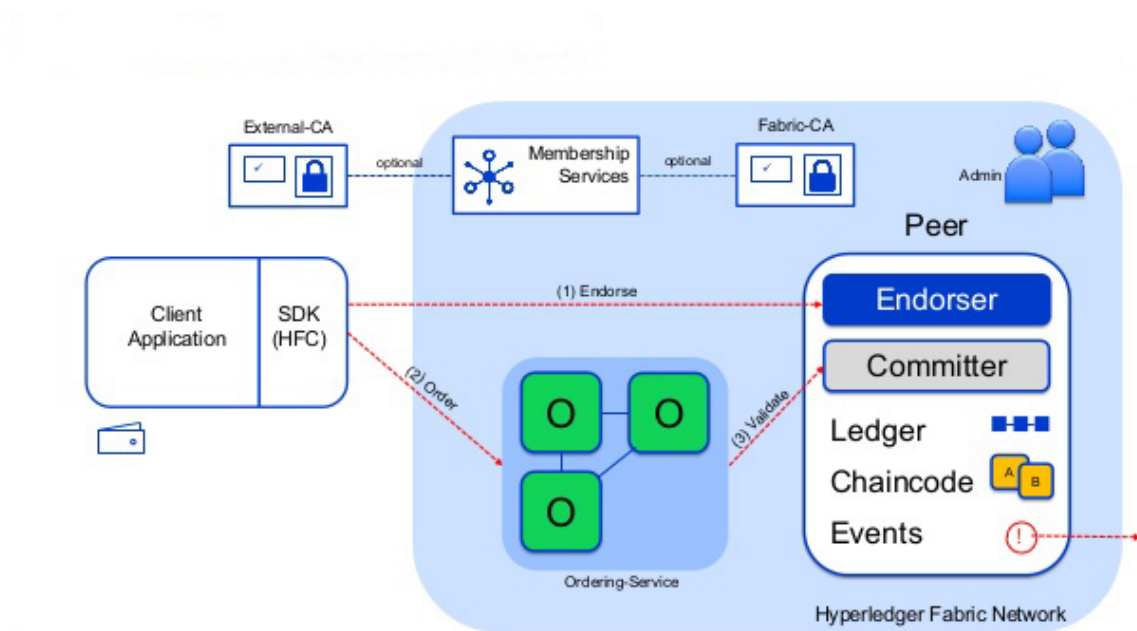 External-CA
Fabric-CA
optional
Membership
Services
optional
Admin
Peer
Client
Application
SDK
(HFC)
(1) Endorse
Endorser
(2) Order
Committer
O
O
(3) Validate
Ledger
O
Chaincode
A
B
Events
!
Ordering-Service
Hyperledger Fabric Network